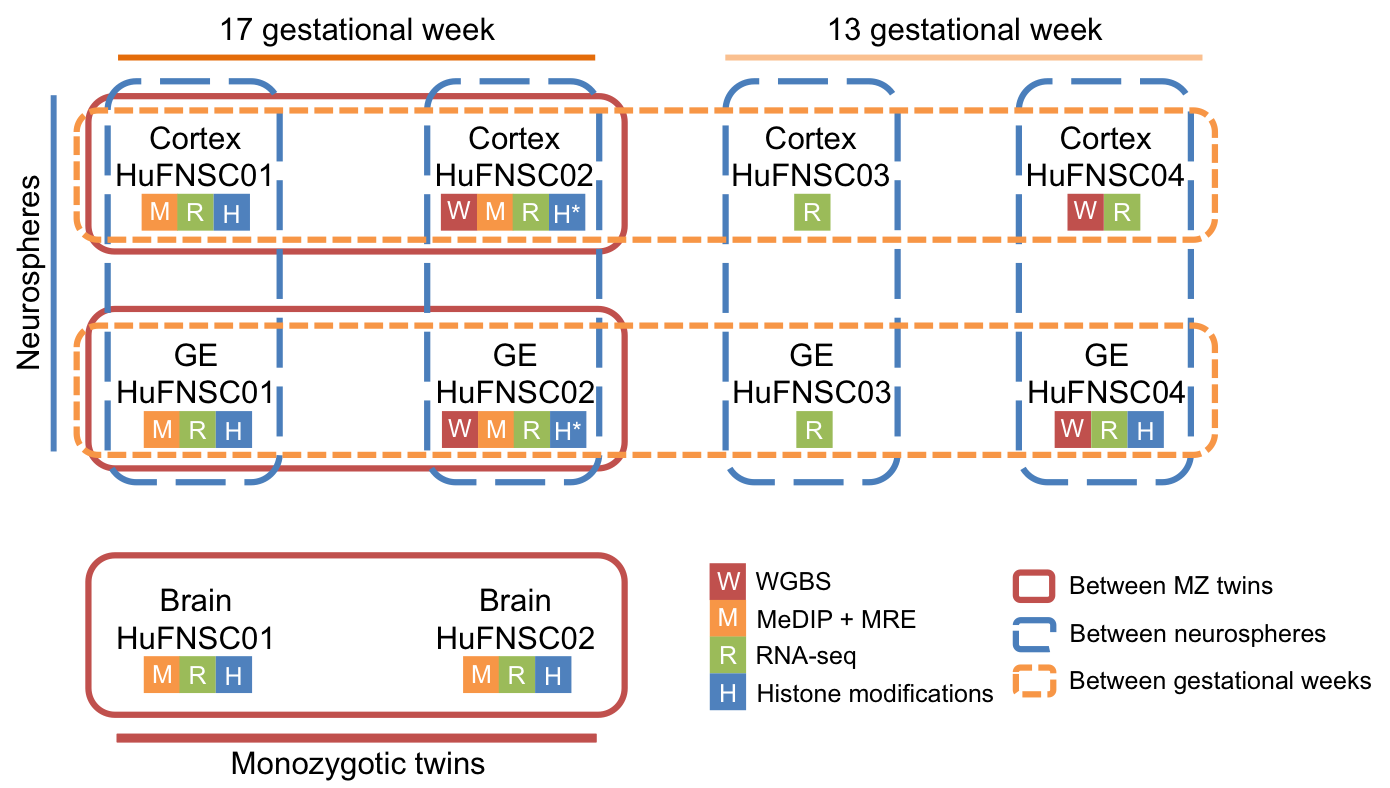 17 gestational week
13 gestational week
Neurospheres
Cortex
HuFNSC01
M R H
Cortex
HuFNSC02
W M R H*
Cortex
HuFNSC03
R
Cortex
HuFNSC04
W R
GE
HuFNSC01
M R H
GE
HuFNSC02
W M R H*
GE
HuFNSC03
R
GE
HuFNSC04
W R H
Brain
HuFNSC01
M R H
Brain
HuFNSC02
M R H
Monozygotic twins
W WGBS
M MeDIP + MRE
R RNA-seq
H Histone modifications
Between MZ twins
Between neurospheres
Between gestational weeks